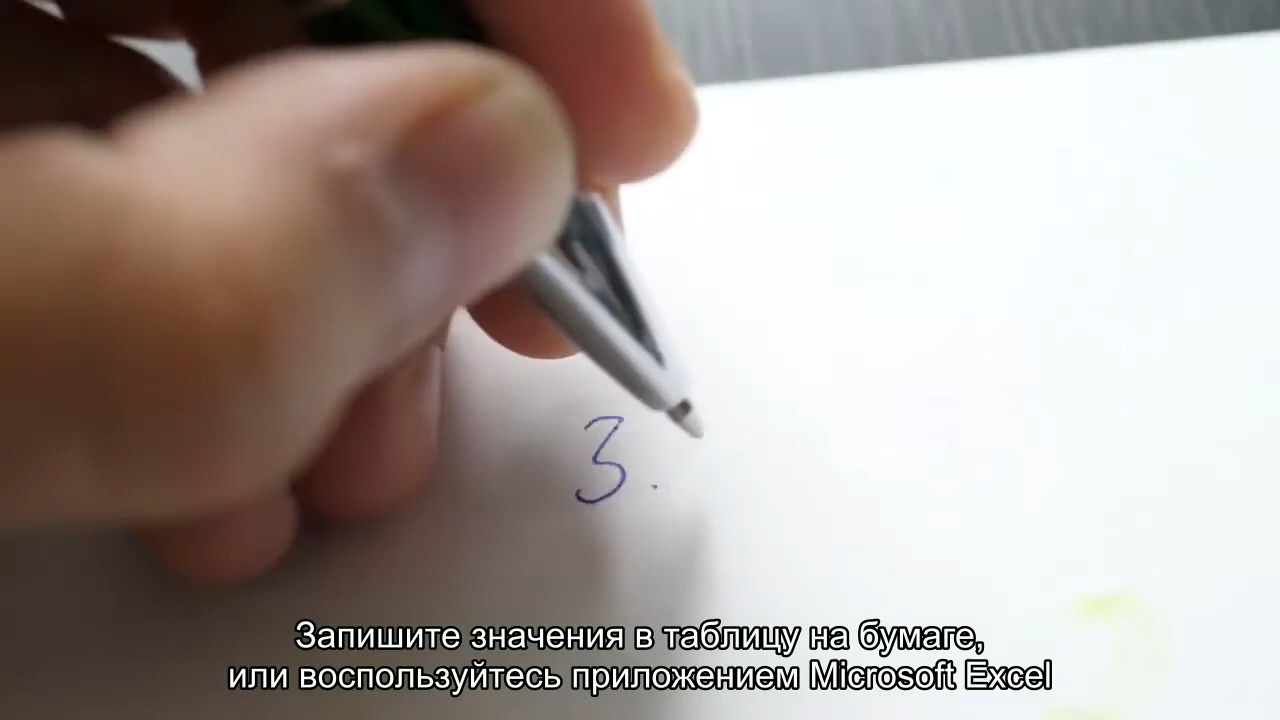 3.
Запишите значения в таблицу на бумаге,
или воспользуйтесь приложением Microsoft Excel